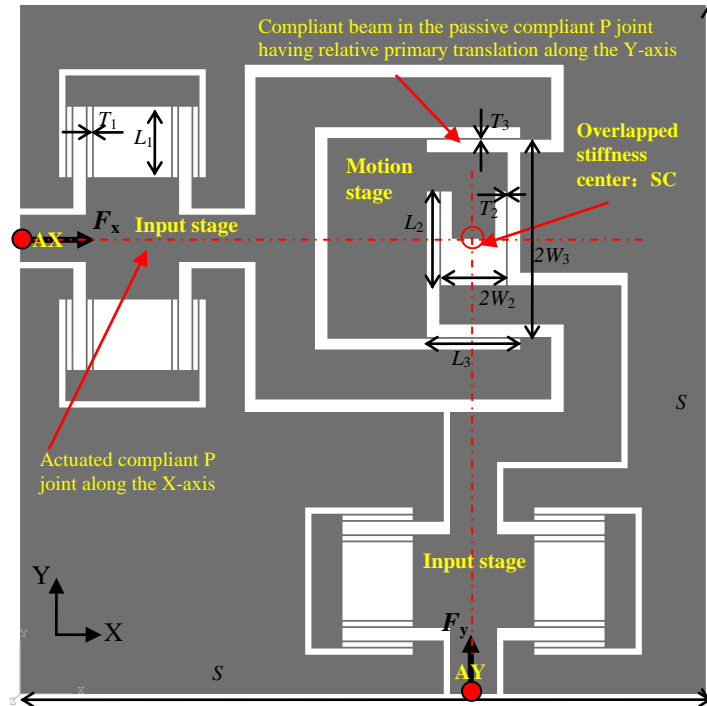 Compliant beam in the passive compliant P joint
having relative primary translation along the Y-axis
T1
L1
T3
Overlapped
stiffness
center：SC
Motion
stage
T2
L2
Fx
Input stage
AX
2W3
2W2
L3
S
Actuated compliant P
joint along the X-axis
Input stage
Y
X
Fy
AY
S
Y
Z
X